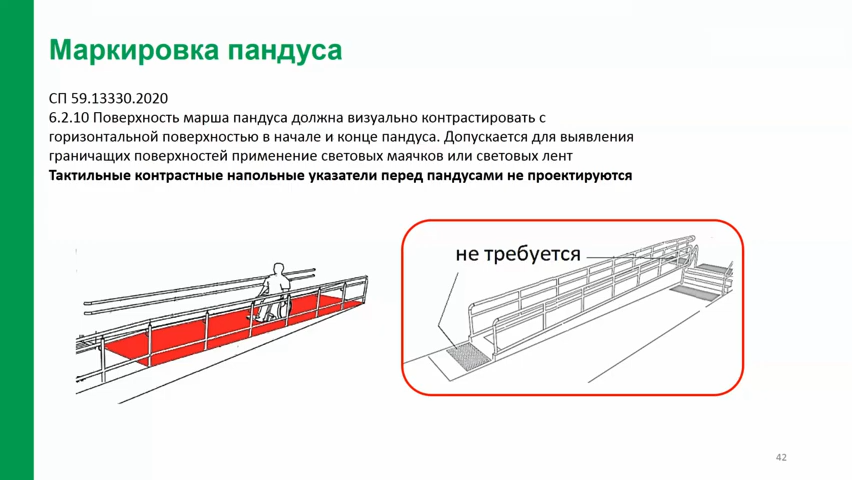 Маркировка пандуса
СП 59.13330.2020
6.2.10 Поверхность марша пандуса должна визуально контрастировать с
горизонтальной поверхностью в начале и конце пандуса. Допускается для выявления
граничащих поверхностей применение световых маячков или световых лент
Тактильные контрастные напольные указатели перед пандусами не проектируются
не требуется
42